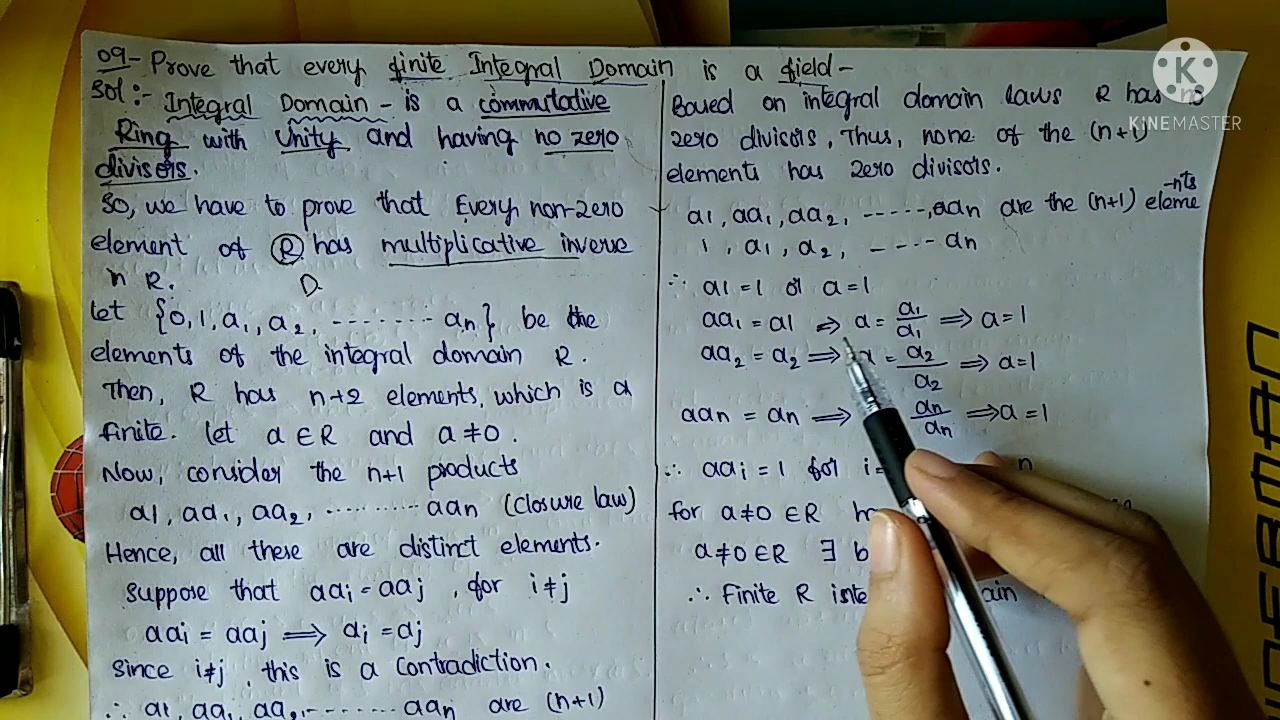 09- Prove that every finite Integral Domain is a field-
Sol:- Integral Domain - is a commutative
Ring with Unity and having no zero
divisors.
So, we have to prove that Every non-zero
element of R has multiplicative inverse
n R. D
Let {0, 1, a1, a2, ........ an} be the
elements of the integral domain R.
Then, R has n+2 elements, which is a
finite. let a ∈ R and a ≠ 0.
Now, consider the n+1 products
a1, aa1, aa2, .......... aan (closure law)
Hence, all these are distinct elements.
Suppose that aai = aaj, for i ≠ j
aai = aaj ⟹ ai = aj
Since i ≠ j, this is a contradiction.
∴ a1, aa1, aa2, ........ aan are (n+1)
Based on integral domain laws R has no
zero divisors, Thus, none of the (n+1)
elements has zero divisors.
a1, aa1, aa2, ------, aan are the (n+1) eleme
-nts
1, a1, a2, ---- an
∴ a1 = 1 or a = 1
aa1 = a1 ⟹ a = a1/a1 ⟹ a = 1
aa2 = a2 ⟹ a = a2/a2 ⟹ a = 1
aan = an ⟹ an/an ⟹ a = 1
∴ aai = 1 for i = n
for a ≠ 0 ∈ R
a ≠ 0 ∈ R ∃ b
∴ Finite R
KINEMASTER